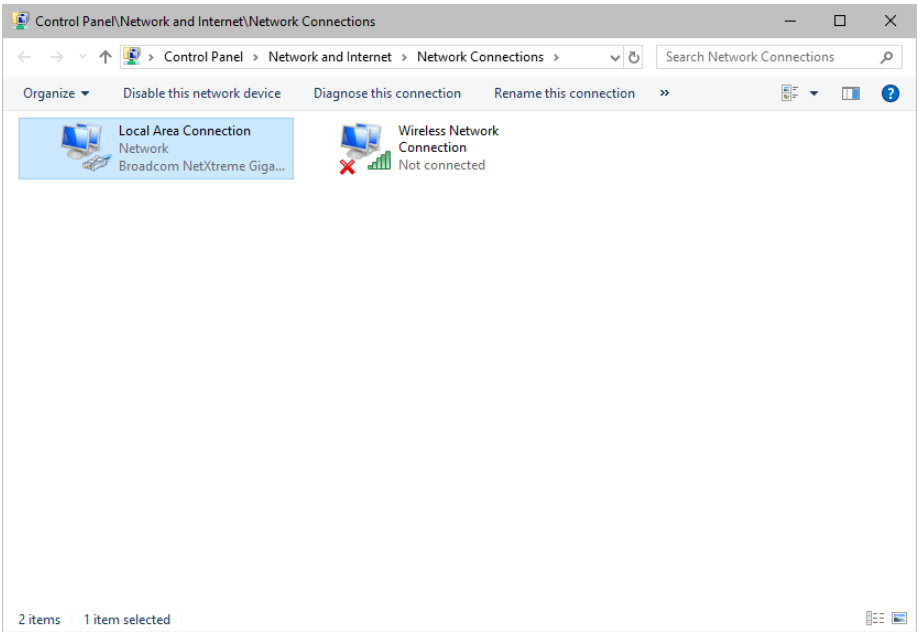 Control Panel\Network and Internet\Network Connections
Control Panel > Network and Internet > Network Connections >
Search Network Connections
Organize Disable this network device Diagnose this connection Rename this connection »
Local Area Connection
Network
Broadcom NetXtreme Giga...
Wireless Network
Connection
Not connected
2 items 1 item selected